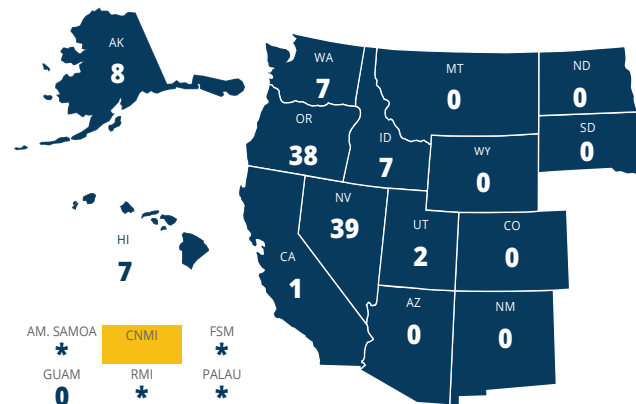 AK
8
WA
7
MT
0
ND
0
OR
38
ID
7
SD
0
WY
0
NV
39
HI
7
CA
1
UT
2
CO
0
AZ
0
NM
0
AM. SAMOA
*
CNMI
FSM
*
GUAM
0
RMI
*
PALAU
*